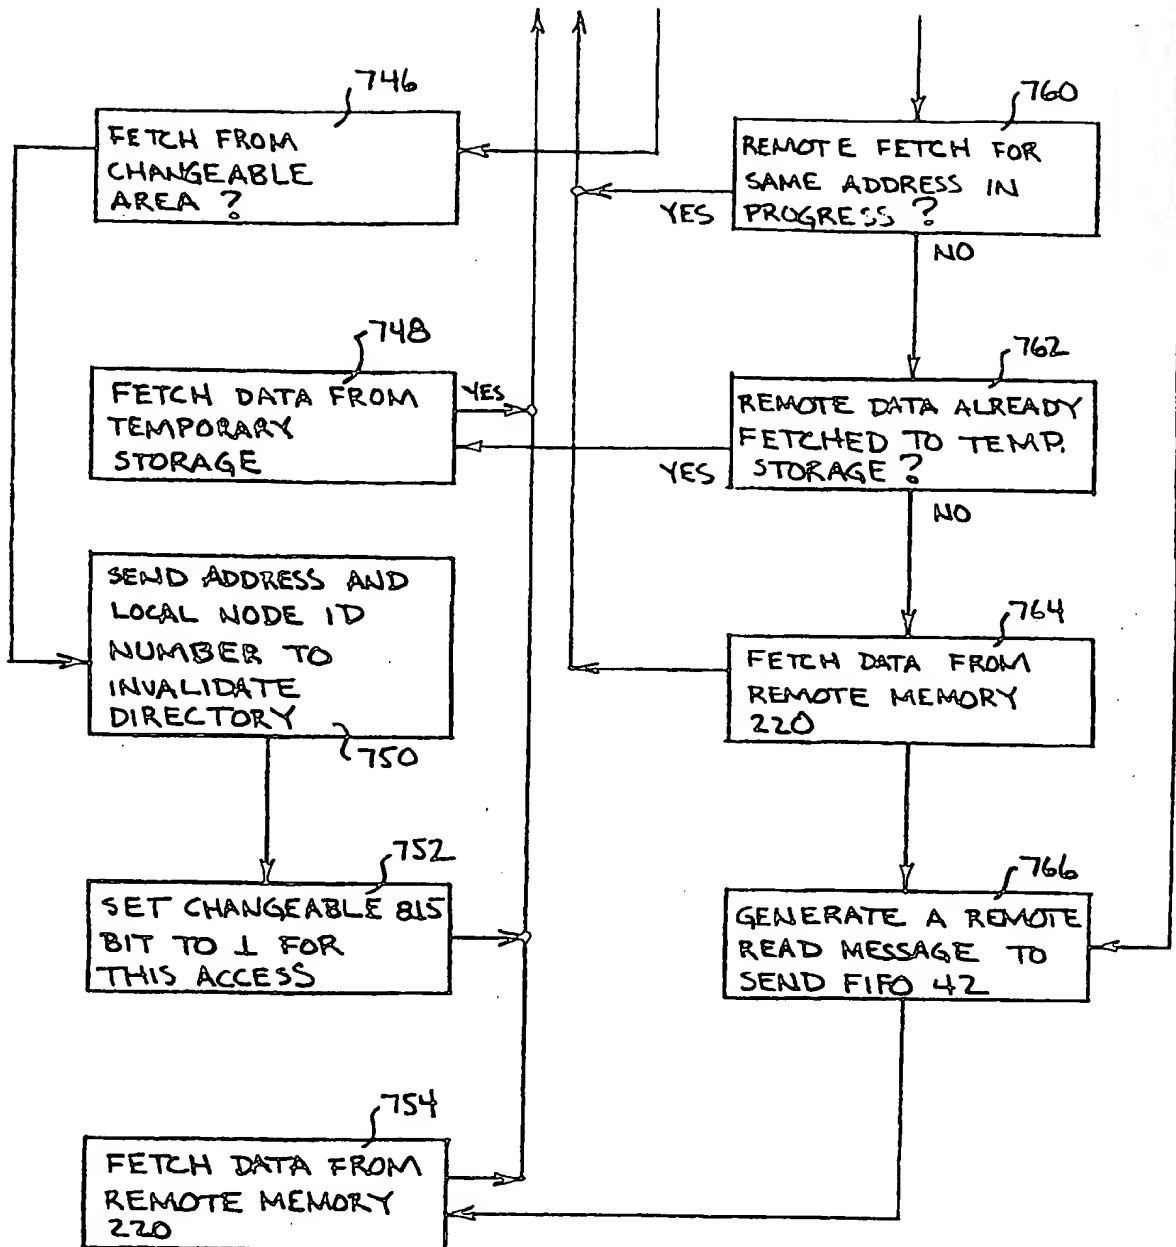 746
FETCH FROM
CHANGEABLE
AREA ?
760
REMOTE FETCH FOR
SAME ADDRESS IN
PROGRESS ?
YES
NO
748
FETCH DATA FROM
TEMPORARY
STORAGE
YES
762
REMOTE DATA ALREADY
FETCHED TO TEMP.
STORAGE ?
YES
NO
SEND ADDRESS AND
LOCAL NODE ID
NUMBER TO
INVALIDATE
DIRECTORY
750
764
FETCH DATA FROM
REMOTE MEMORY
220
752
SET CHANGEABLE 815
BIT TO 1 FOR
THIS ACCESS
766
GENERATE A REMOTE
READ MESSAGE TO
SEND FIFO 42
754
FETCH DATA FROM
REMOTE MEMORY
220